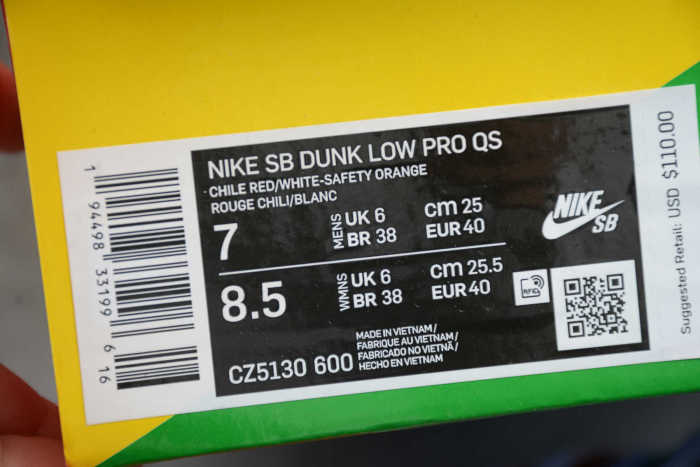 NIKE SB DUNK LOW PRO QS
CHILE RED/WHITE-SAFETY ORANGE
ROUGE CHILI/BLANC
7 MENS UK 6 cm 25
BR 38 EUR 40
8.5 WMNS UK 6 cm 25.5
BR 38 EUR 40
NIKE
SB
RFID
CZ5130 600
MADE IN VIETNAM/
FABRIQUE AU VIETNAM/
FABRICADO NO VIETNÃ/
HECHO EN VIETNAM
1 94498 33199 6 16
Suggested Retail: USD $110.00